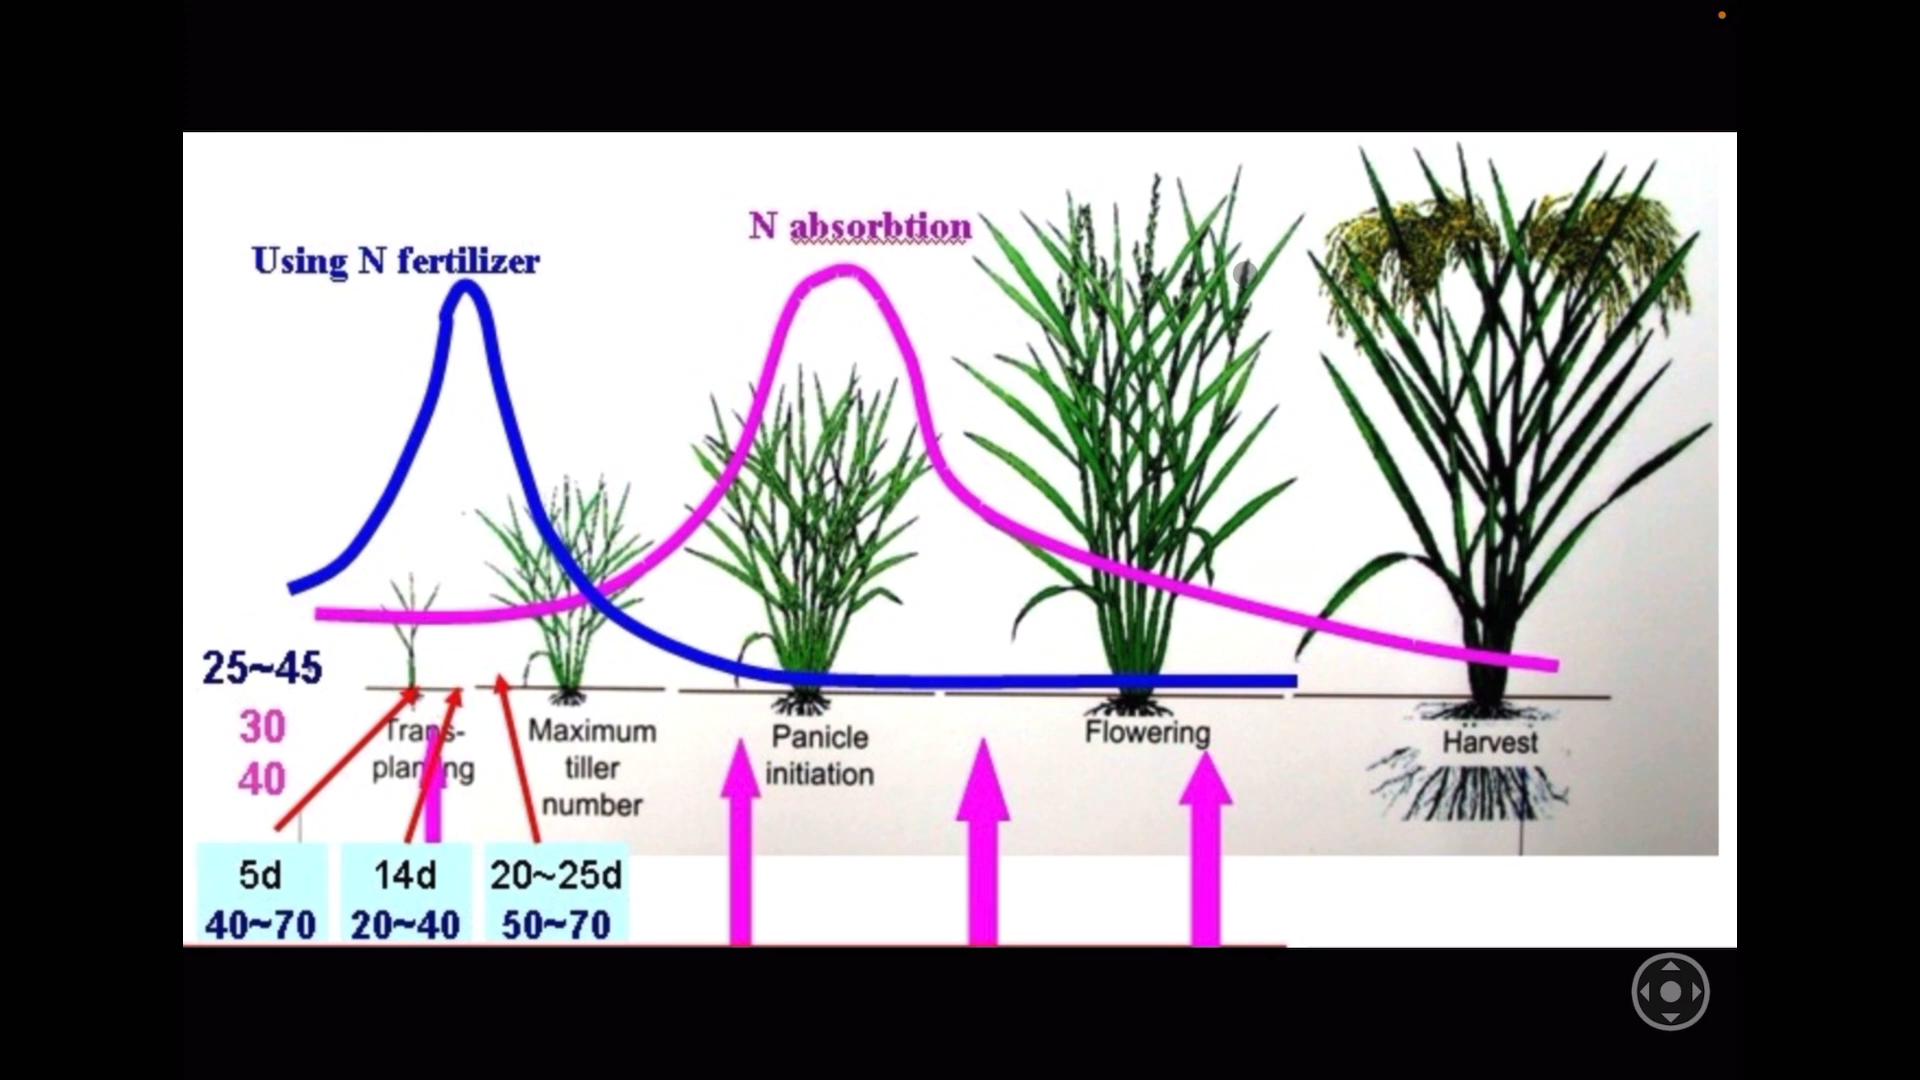 N absorbtion
Using N fertilizer
25~45
30
40
Trans-
planting
Maximum
tiller
number
Panicle
initiation
Flowering
Harvest
5d
40~70
14d
20~40
20~25d
50~70